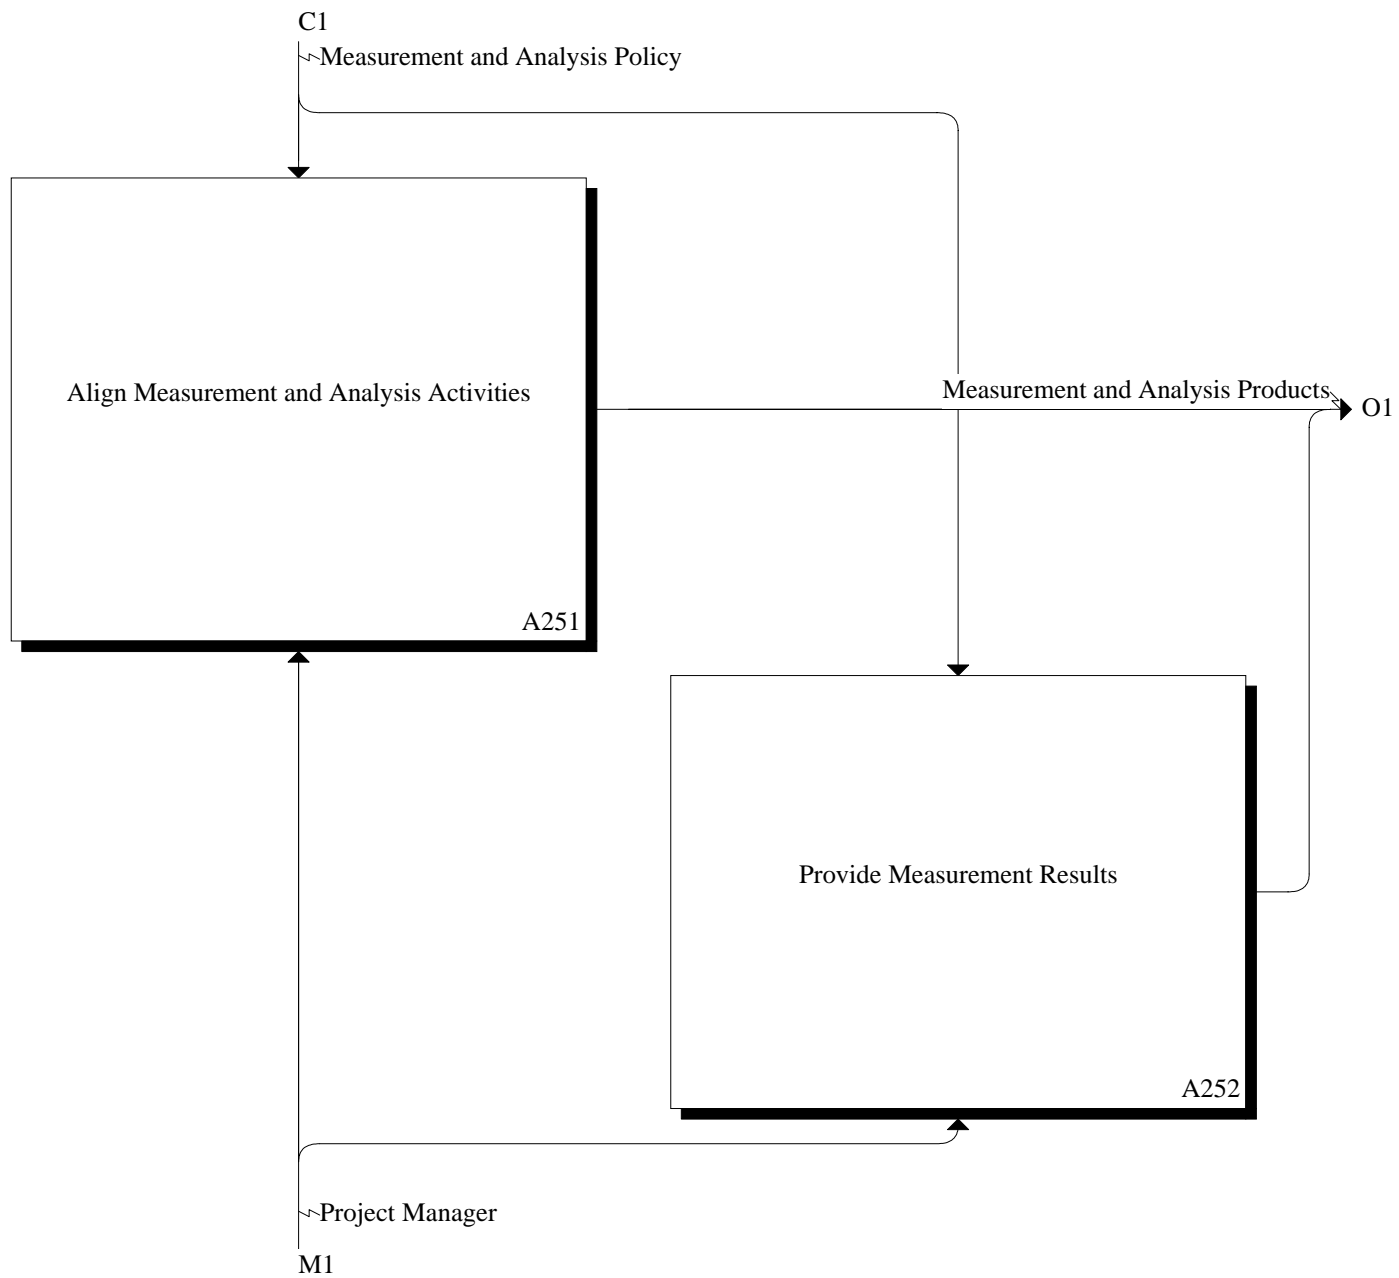 C1
Measurement and Analysis Policy
Align Measurement and Analysis Activities
Measurement and Analysis Products
O1
A251
Provide Measurement Results
A252
Project Manager
M1